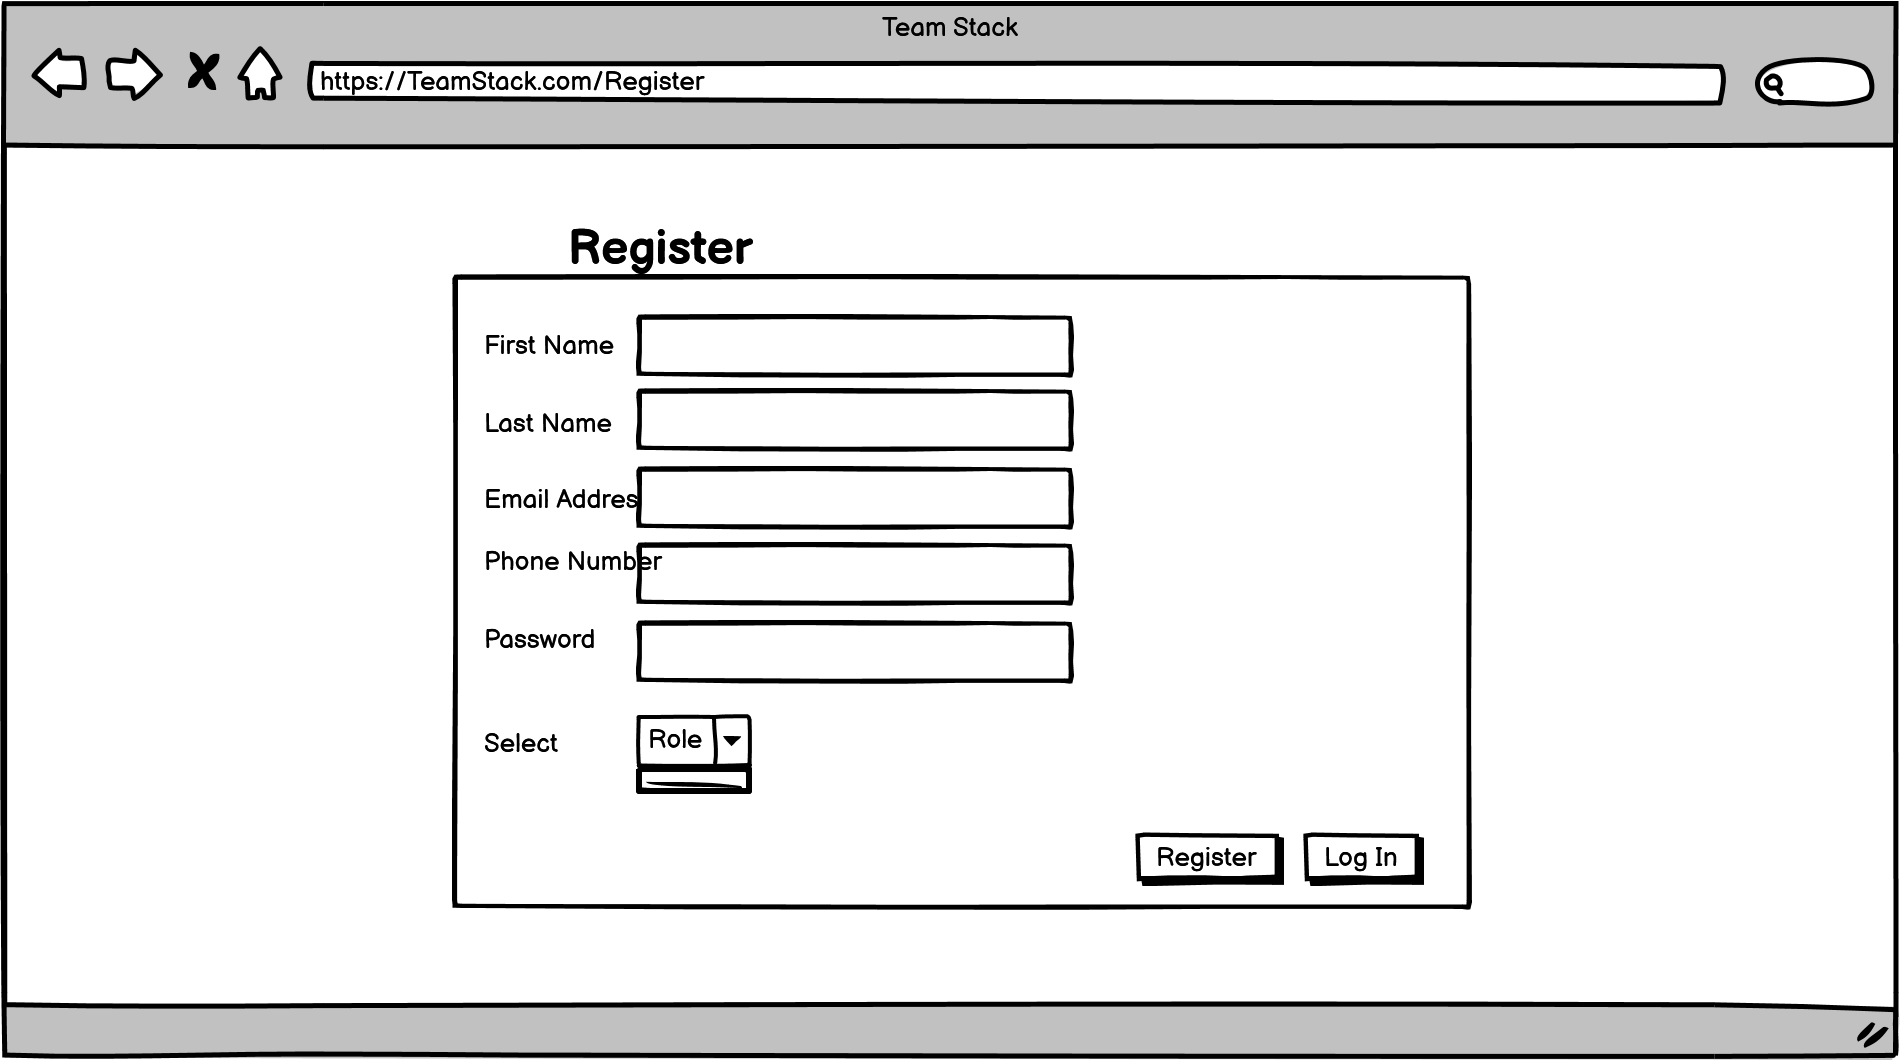 Team Stack
https://TeamStack.com/Register
Register
First Name
Last Name
Email Addres
Phone Number
Password
Select
Role
Register
Log In